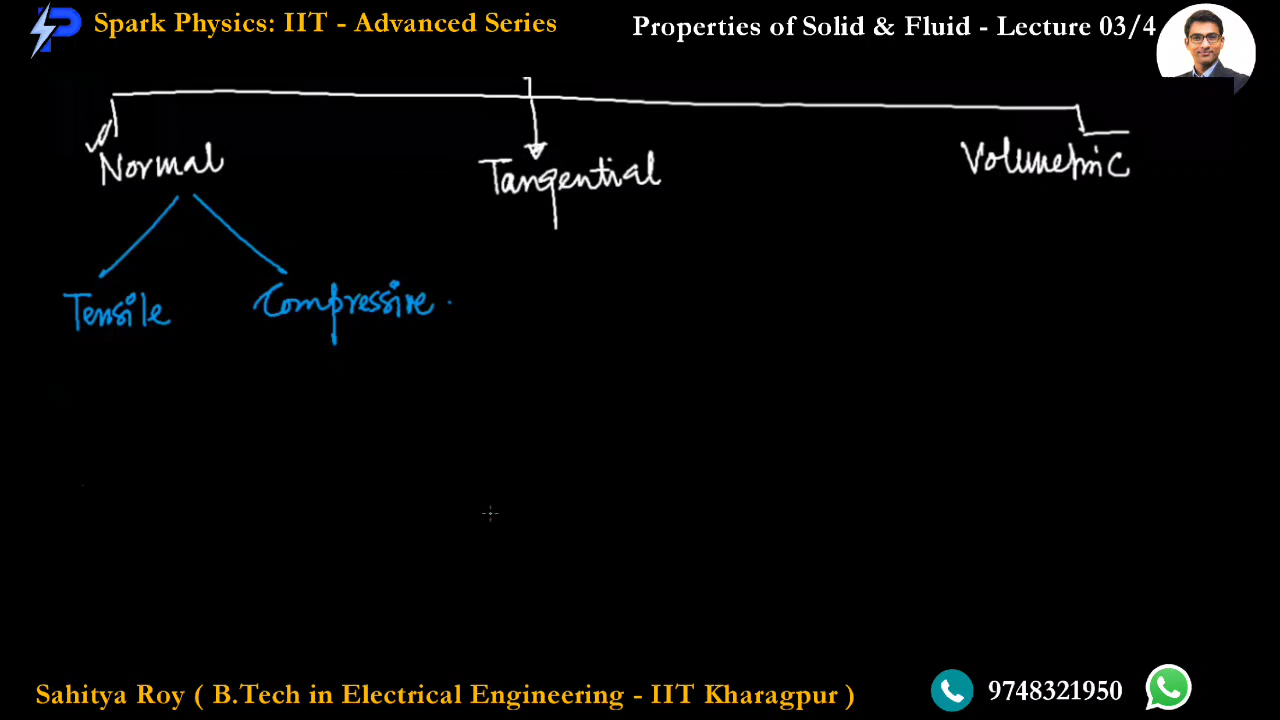 Spark Physics: IIT - Advanced Series
Properties of Solid & Fluid - Lecture 03/4
Normal
Tangential
Volumetric
Tensile
Compressive
Sahitya Roy ( B.Tech in Electrical Engineering - IIT Kharagpur )
9748321950